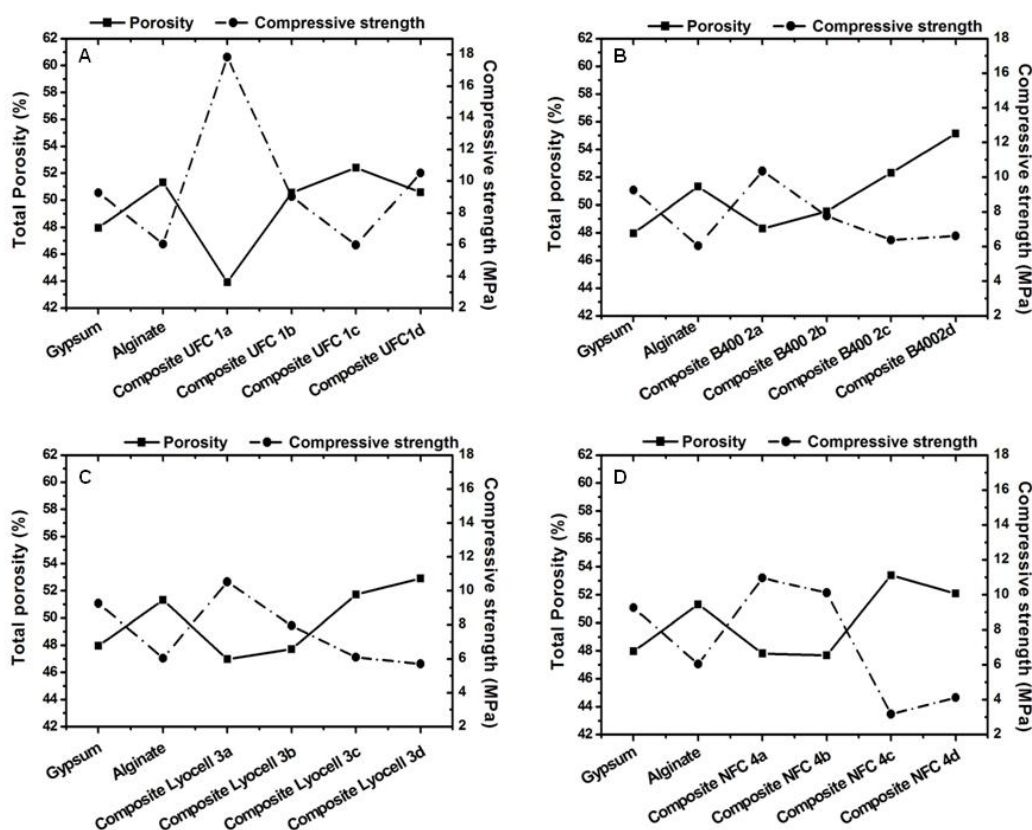 Porosity Compressive strength
A
Total Porosity (%)
62
60
58
56
54
52
50
48
46
44
42
18
16
14
12
10
8
6
4
2
Compressive strength (MPa)
Gypsum
Alginate
Composite UFC 1a
Composite UFC 1b
Composite UFC 1c
Composite UFC1d
Porosity Compressive strength
B
Total porosity (%)
62
60
58
56
54
52
50
48
46
44
42
18
16
14
12
10
8
6
4
2
Compressive strength (MPa)
Gypsum
Alginate
Composite B400 2a
Composite B400 2b
Composite B400 2c
Composite B4002d
Porosity Compressive strength
C
Total porosity (%)
62
60
58
56
54
52
50
48
46
44
42
18
16
14
12
10
8
6
4
2
Compressive strength (MPa)
Gypsum
Alginate
Composite Lyocell 3a
Composite Lyocell 3b
Composite Lyocell 3c
Composite Lyocell 3d
Porosity Compressive strength
D
Total Porosity (%)
62
60
58
56
54
52
50
48
46
44
42
18
16
14
12
10
8
6
4
2
Compressive strength (MPa)
Gypsum
Alginate
Composite NFC 4a
Composite NFC 4b
Composite NFC 4c
Composite NFC 4d